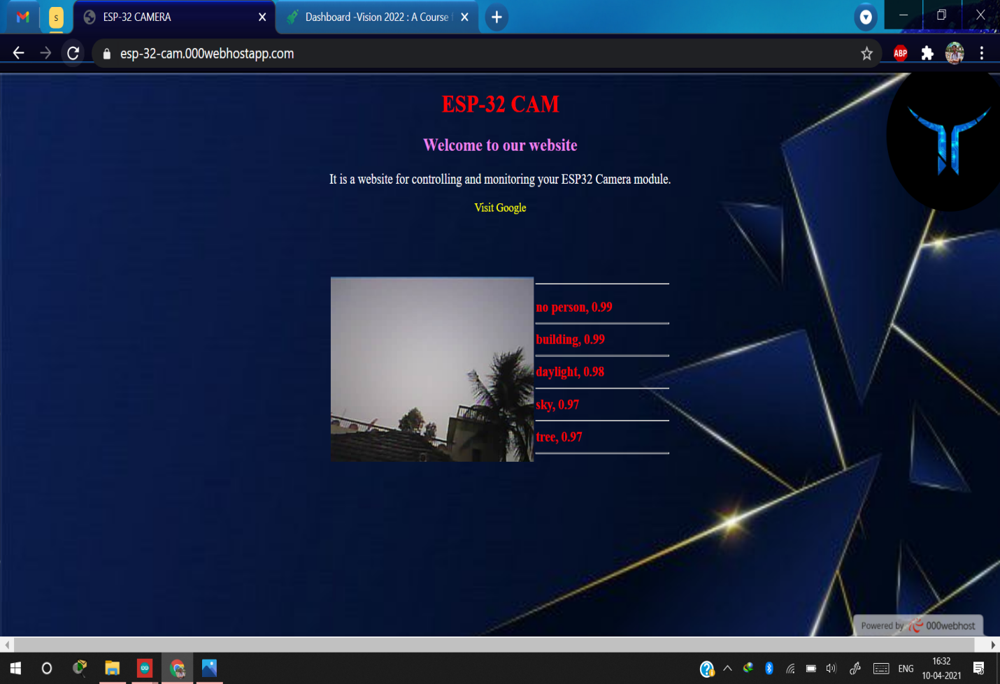 S
ESP-32 CAMERA
Dashboard -Vision 2022 : A Course
esp-32-cam.000webhostapp.com
ABP
ESP-32 CAM
Welcome to our website
It is a website for controlling and monitoring your ESP32 Camera module.
Visit Google
no person, 0.99
building, 0.99
daylight, 0.98
sky, 0.97
tree, 0.97
Powered by 000webhost
ENG
16:32
10-04-2021